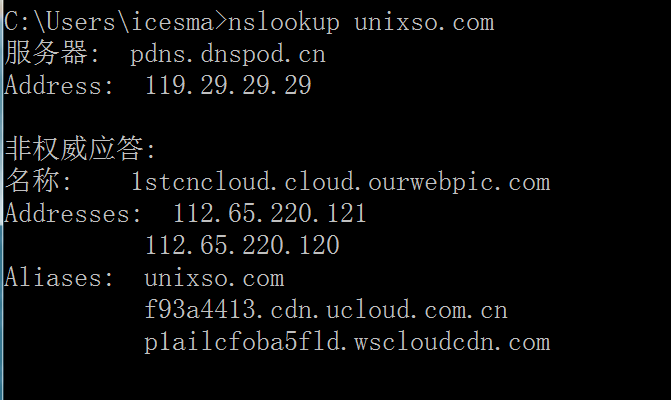 C:\Users\icesma>nslookup unixso.com
服务器:  pdns.dnspod.cn
Address:  119.29.29.29
非权威应答:
名称:    1stcncloud.cloud.ourwebpic.com
Addresses:  112.65.220.121
112.65.220.120
Aliases:  unixso.com
f93a4413.cdn.ucloud.com.cn
p1ailcfoba5fld.wscloudcdn.com